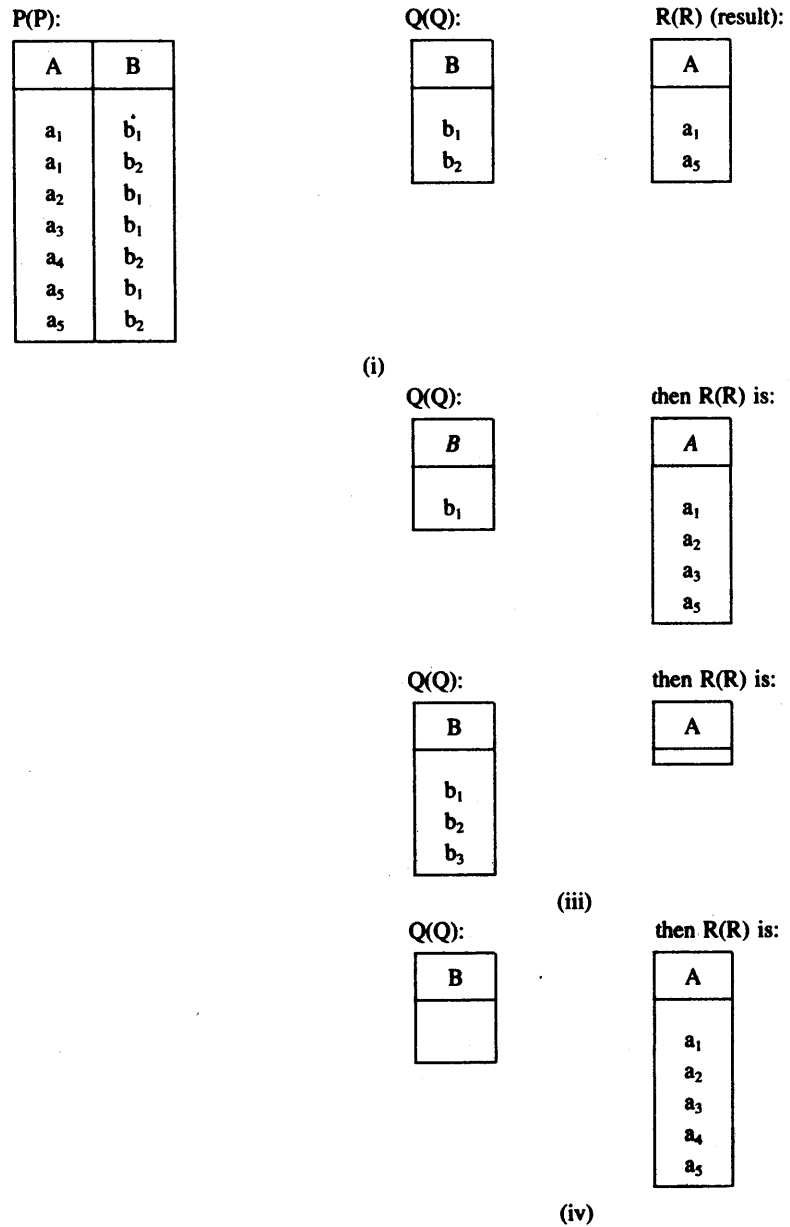 P(P): Q(Q): R(R) (result):
A B B A
a₁ b₁ b₁ a₁
a₁ b₂ b₂ a₅
a₂ b₁
a₃ b₁
a₄ b₂
a₅ b₁
a₅ b₂
(i)
Q(Q): then R(R) is:
B A
b₁ a₁
a₂
a₃
a₅
Q(Q): then R(R) is:
B A
b₁
b₂
b₃
(iii)
Q(Q): then R(R) is:
B A
a₁
a₂
a₃
a₄
a₅
(iv)